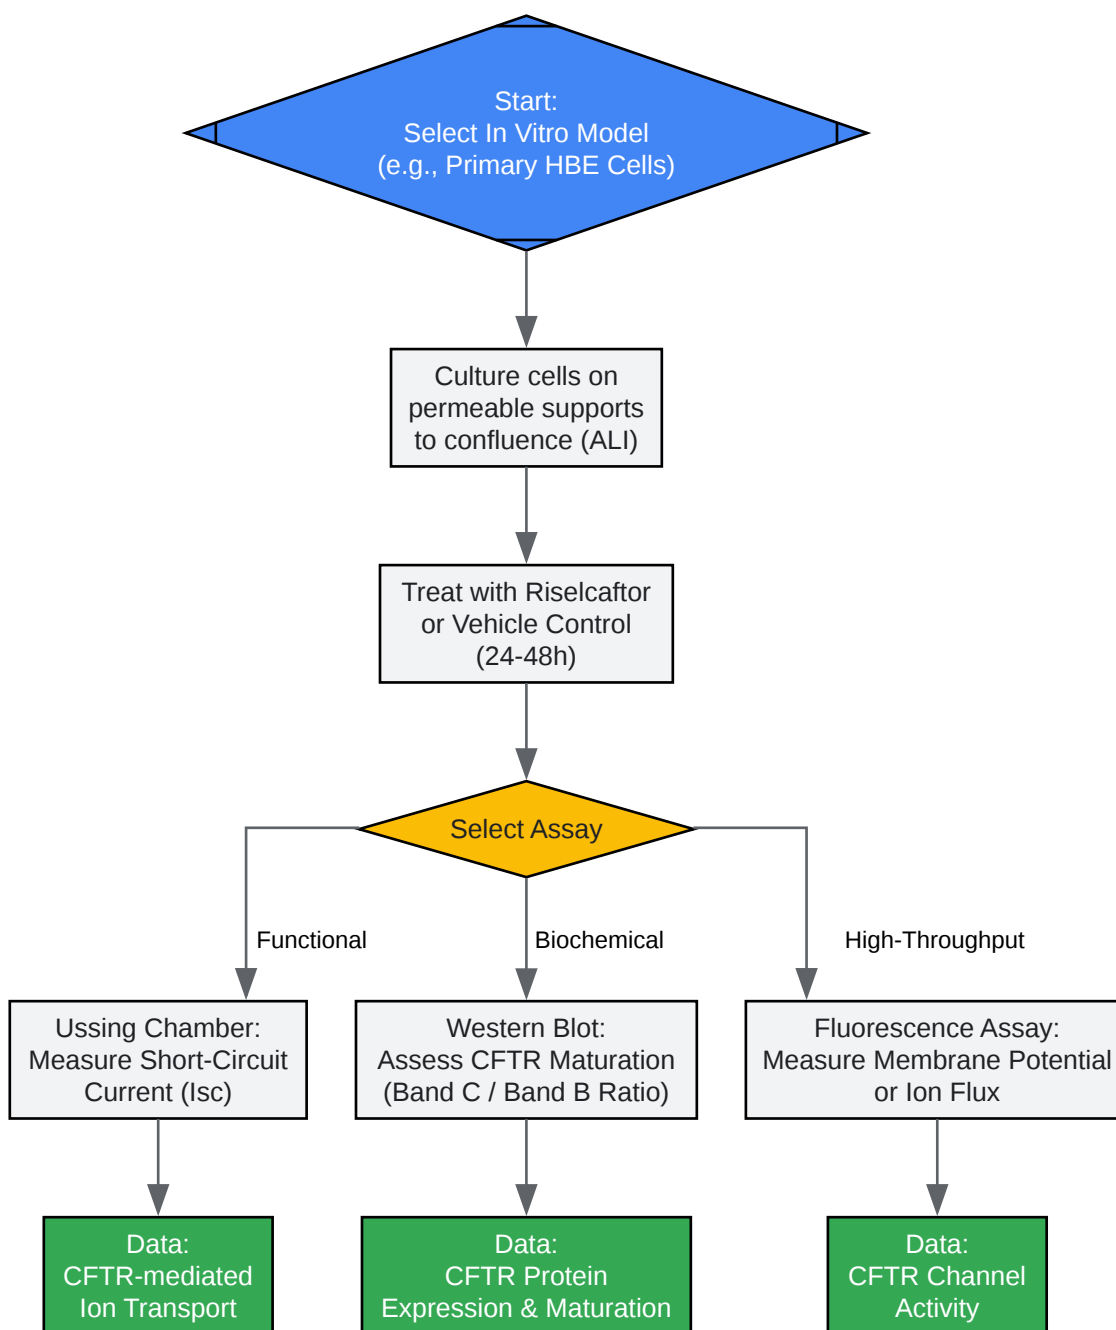 Start:
Select In Vitro Model
(e.g., Primary HBE Cells)
Culture cells on
permeable supports
to confluence (ALI)
Treat with Riselcaftor
or Vehicle Control
(24-48h)
Select Assay
Functional
Biochemical
High-Throughput
Ussing Chamber:
Measure Short-Circuit
Current (Isc)
Western Blot:
Assess CFTR Maturation
(Band C / Band B Ratio)
Fluorescence Assay:
Measure Membrane Potential
or Ion Flux
Data:
CFTR-mediated
Ion Transport
Data:
CFTR Protein
Expression & Maturation
Data:
CFTR Channel
Activity